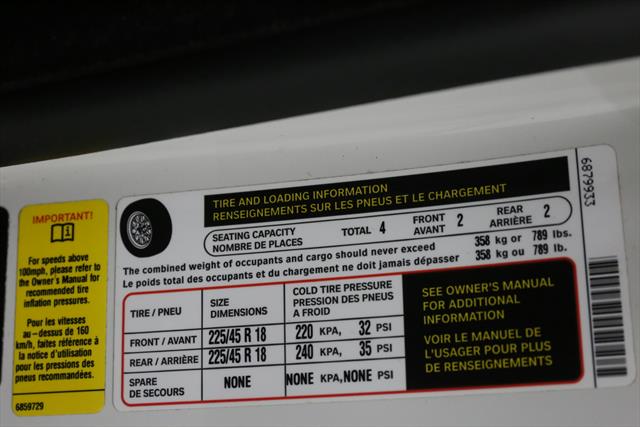 IMPORTANT!
For speeds above
100mph, please refer to
the Owner's Manual for
recommended tire
inflation pressures.
Pour les vitesses
au-dessus de 160
km/h, faites référence à
la notice d'utilisation
pour les pressions des
pneus recommandées.
6859729
TIRE AND LOADING INFORMATION
RENSEIGNEMENTS SUR LES PNEUS ET LE CHARGEMENT
SEATING CAPACITY TOTAL 4 FRONT 2 REAR 2
NOMBRE DE PLACES AVANT ARRIÈRE
The combined weight of occupants and cargo should never exceed 358 kg or 789 lbs.
Le poids total des occupants et du chargement ne doit jamais dépasser 358 kg ou 789 lb.
TIRE / PNEU SIZE COLD TIRE PRESSURE
DIMENSIONS PRESSION DES PNEUS
A FROID
FRONT / AVANT 225/45 R 18 220 KPA, 32 PSI
REAR / ARRIÈRE 225/45 R 18 240 KPA, 35 PSI
SPARE NONE NONE KPA, NONE PSI
DE SECOURS
SEE OWNER'S MANUAL
FOR ADDITIONAL
INFORMATION
VOIR LE MANUEL DE
L'USAGER POUR PLUS
DE RENSEIGNEMENTS
6879933